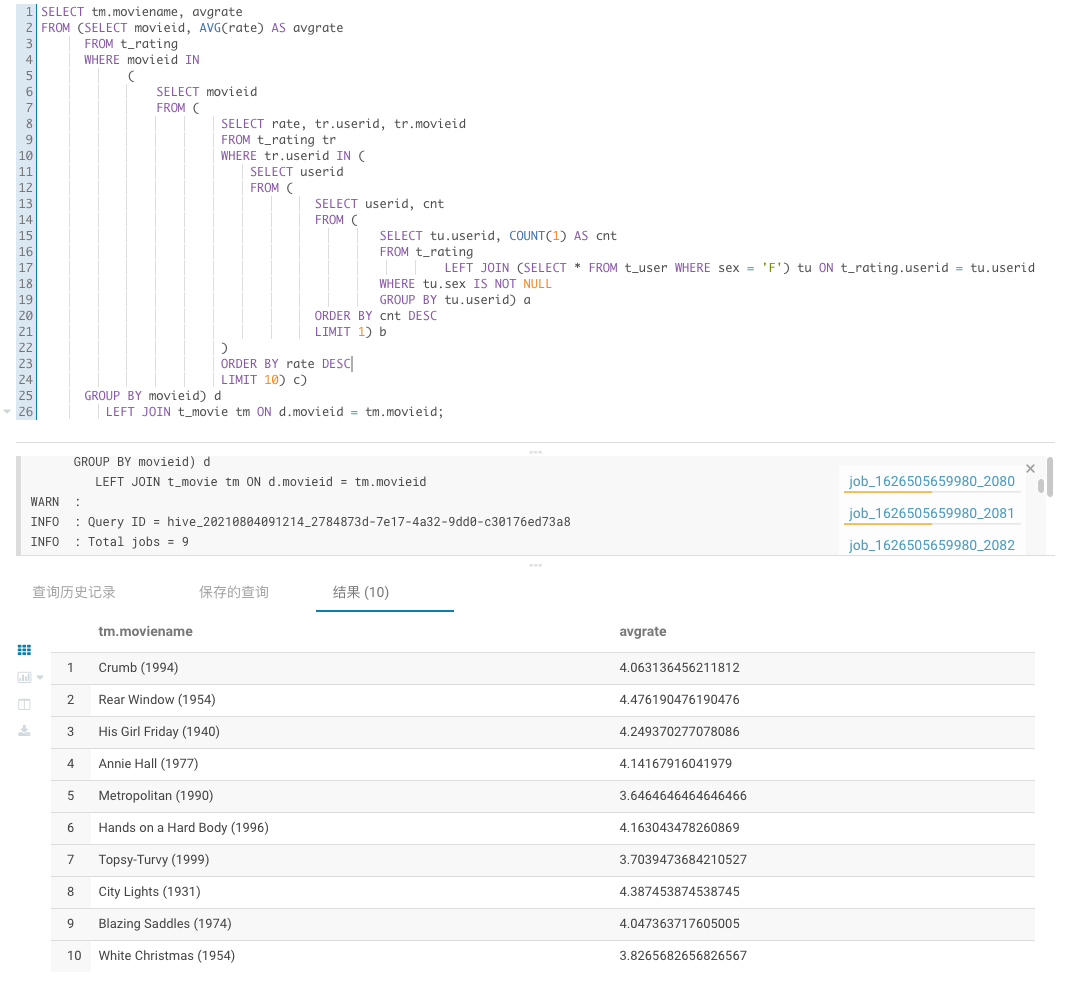 1 SELECT tm.moviename, avgrate
2 FROM (SELECT movieid, AVG(rate) AS avgrate
3 FROM t_rating
4 WHERE movieid IN
5 (
6 SELECT movieid
7 FROM (
8 SELECT rate, tr.userid, tr.movieid
9 FROM t_rating tr
10 WHERE tr.userid IN (
11 SELECT userid
12 FROM (
13 SELECT userid, cnt
14 FROM (
15 SELECT tu.userid, COUNT(1) AS cnt
16 FROM t_rating
17 LEFT JOIN (SELECT * FROM t_user WHERE sex = 'F') tu ON t_rating.userid = tu.userid
18 WHERE tu.sex IS NOT NULL
19 GROUP BY tu.userid) a
20 ORDER BY cnt DESC
21 LIMIT 1) b
22 )
23 ORDER BY rate DESC
24 LIMIT 10) c)
25 GROUP BY movieid) d
26 LEFT JOIN t_movie tm ON d.movieid = tm.movieid;
GROUP BY movieid) d
LEFT JOIN t_movie tm ON d.movieid = tm.movieid
WARN :
INFO : Query ID = hive_20210804091214_2784873d-7e17-4a32-9dd0-c30176ed73a8
INFO : Total jobs = 9
job_1626505659980_2080
job_1626505659980_2081
job_1626505659980_2082
查询历史记录 保存的查询 结果 (10)
tm.moviename avgrate
1 Crumb (1994) 4.063136456211812
2 Rear Window (1954) 4.476190476190476
3 His Girl Friday (1940) 4.249370277078086
4 Annie Hall (1977) 4.14167916041979
5 Metropolitan (1990) 3.6464646464646466
6 Hands on a Hard Body (1996) 4.163043478260869
7 Topsy-Turvy (1999) 3.7039473684210527
8 City Lights (1931) 4.387453874538745
9 Blazing Saddles (1974) 4.047363717605005
10 White Christmas (1954) 3.8265682656826567